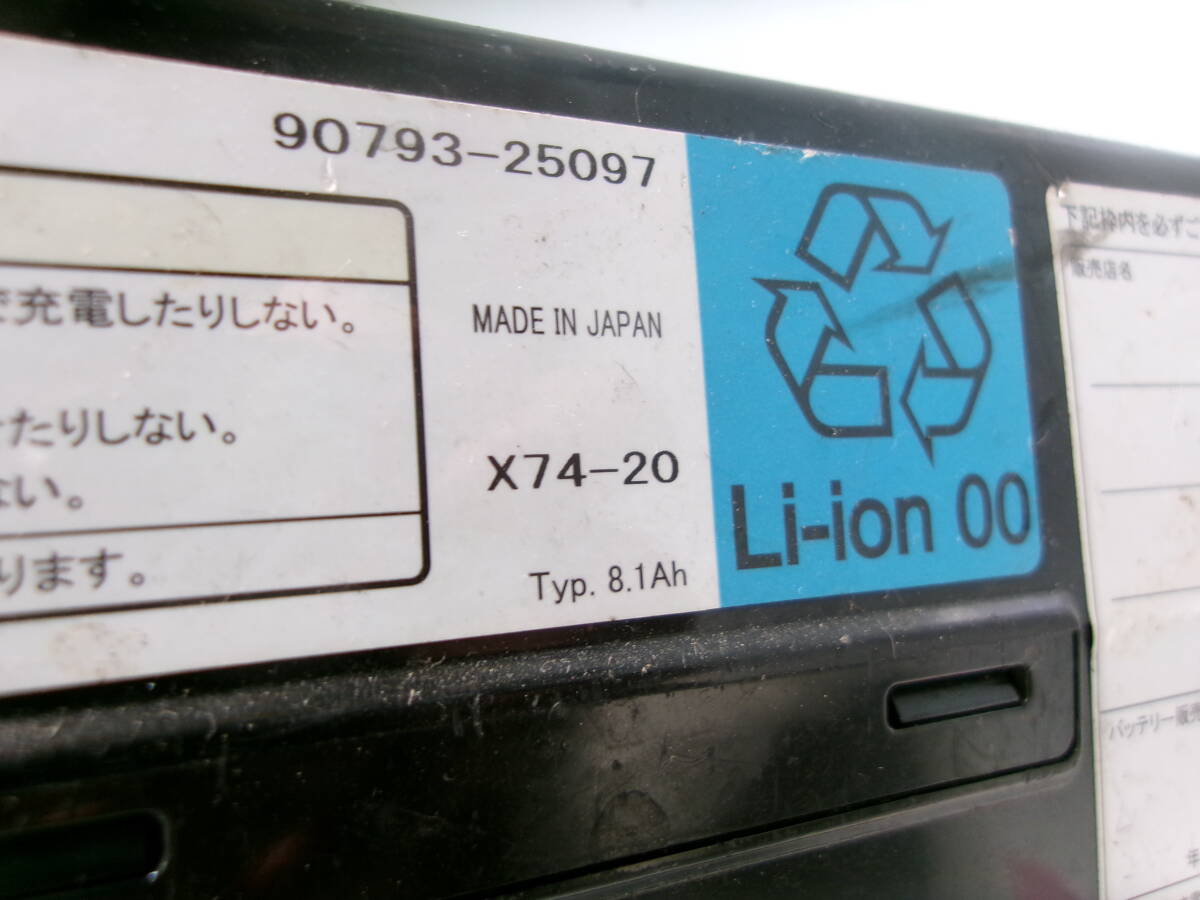 90793-25097
で充電したりしない。
MADE IN JAPAN
たりしない。
ない。
X74-20
ります。
Typ. 8.1Ah
Li-ion 00
下記枠内を必ずご
販売店名
バッテリー販売
年